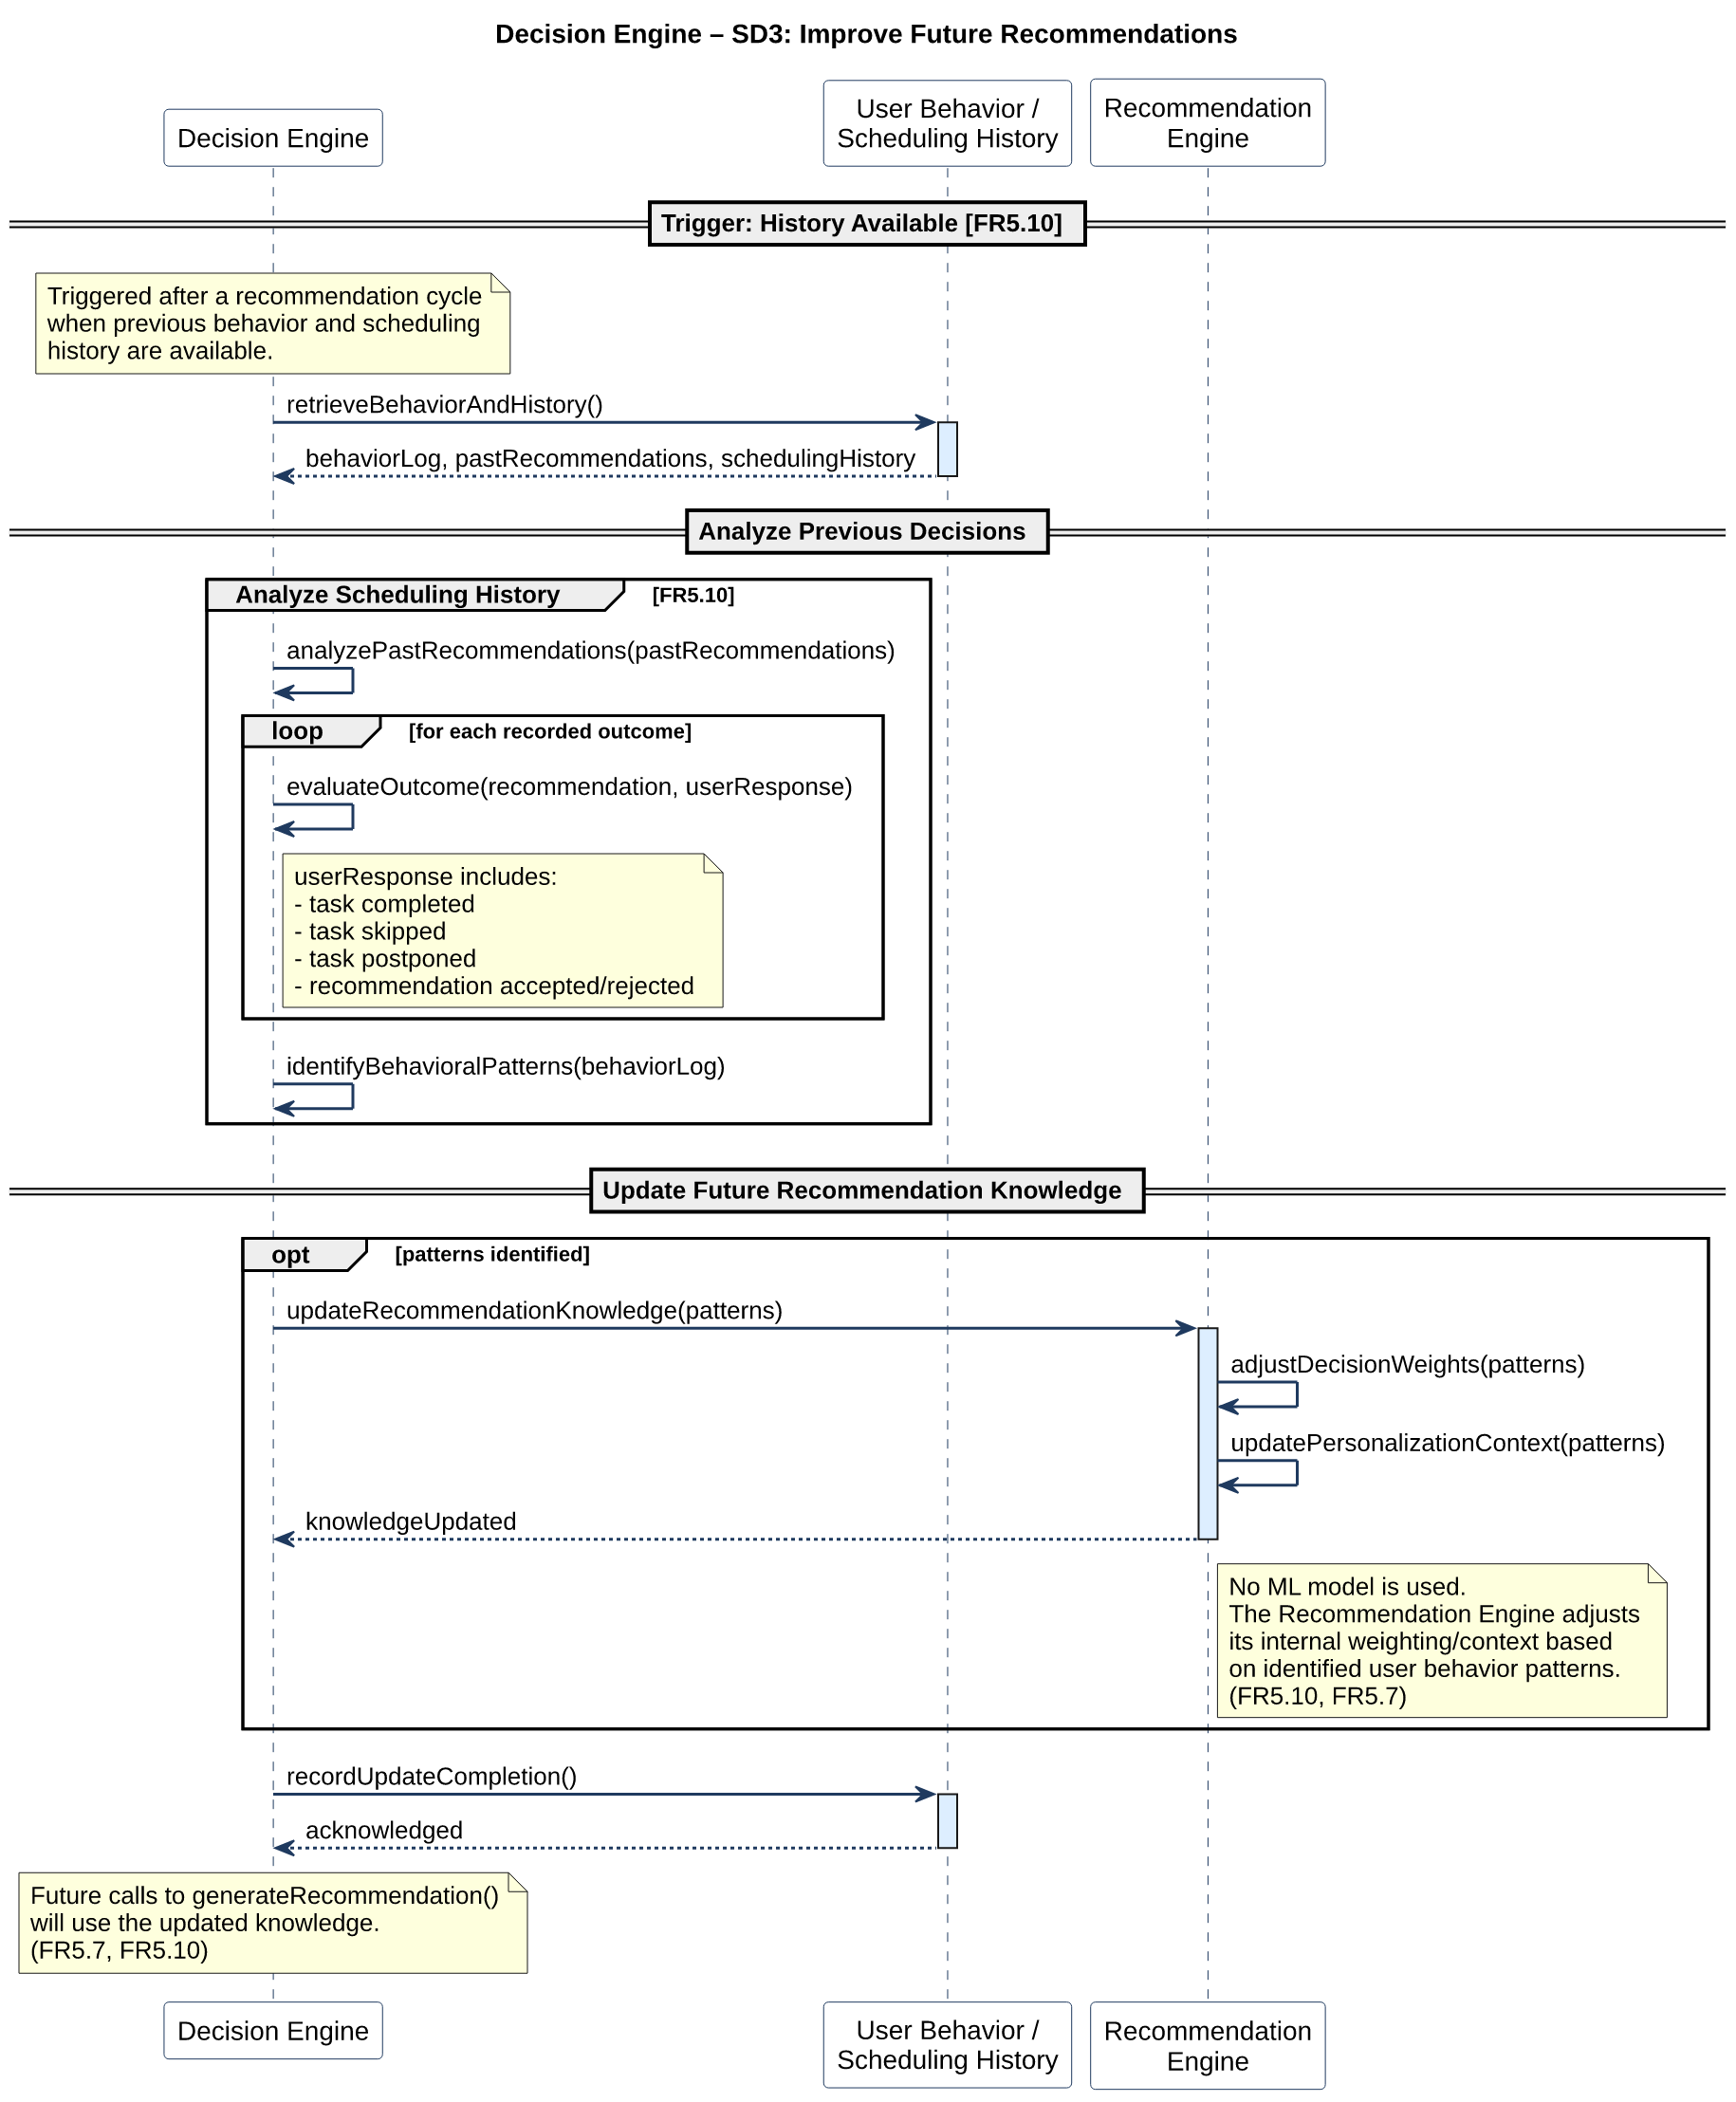 Decision Engine – SD3: Improve Future Recommendations
Decision Engine
User Behavior /
Scheduling History
Recommendation
Engine
Trigger: History Available [FR5.10]
Triggered after a recommendation cycle
when previous behavior and scheduling
history are available.
retrieveBehaviorAndHistory()
behaviorLog, pastRecommendations, schedulingHistory
Analyze Previous Decisions
Analyze Scheduling History [FR5.10]
analyzePastRecommendations(pastRecommendations)
loop [for each recorded outcome]
evaluateOutcome(recommendation, userResponse)
userResponse includes:
- task completed
- task skipped
- task postponed
- recommendation accepted/rejected
identifyBehavioralPatterns(behaviorLog)
Update Future Recommendation Knowledge
opt [patterns identified]
updateRecommendationKnowledge(patterns)
adjustDecisionWeights(patterns)
updatePersonalizationContext(patterns)
knowledgeUpdated
No ML model is used.
The Recommendation Engine adjusts
its internal weighting/context based
on identified user behavior patterns.
(FR5.10, FR5.7)
recordUpdateCompletion()
acknowledged
Future calls to generateRecommendation()
will use the updated knowledge.
(FR5.7, FR5.10)
Decision Engine
User Behavior /
Scheduling History
Recommendation
Engine